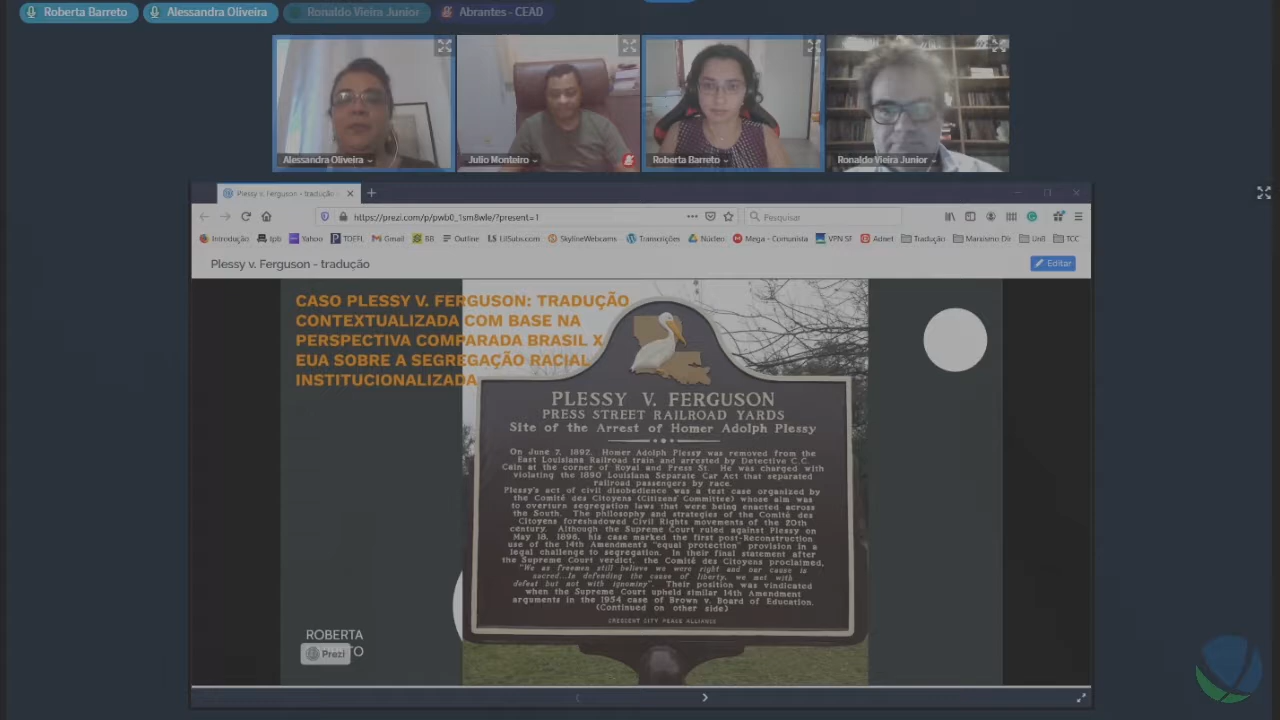 Roberta Barreto
Alessandra Oliveira
Ronaldo Vieira Junior
Abrantes - CEAD
Alessandra Oliveira
Julio Monteiro
Roberta Barreto
Ronaldo Vieira Junior
Plessy v. Ferguson - tradução
https://prezi.com/p/pwb0_1sm8wle/?present=1
Pesquisar
Introdução
tpb
Yahoo
TOEFL
Gmail
BB
Outline
LilSubs.com
SkylineWebcams
Transcrições
Núcleo
Mega - Comunista
VPN STF
Adnet
Tradução
Marxismo Dir
UnB
TCC
Plessy v. Ferguson - tradução
Editar
CASO PLESSY V. FERGUSON: TRADUÇÃO
CONTEXTUALIZADA COM BASE NA
PERSPECTIVA COMPARADA BRASIL X
EUA SOBRE A SEGREGAÇÃO RACIAL
INSTITUCIONALIZADA
PLESSY V. FERGUSON
PRESS STREET RAILROAD YARDS
Site of the Arrest of Homer Adolph Plessy
On June 7, 1892, Homer Adolph Plessy was removed from the
East Louisiana Railroad train and arrested by Detective C.C.
Cain at the corner of Royal and Press St. He was charged with
violating the 1890 Louisiana Separate Car Act that separated
railroad passengers by race.
Plessy's act of civil disobedience was a test case organized by
the Comité des Citoyens (Citizens' Committee) whose aim was
to overturn segregation laws that were being enacted across
the South. The philosophy and strategies of the Comité des
Citoyens foreshadowed Civil Rights movements of the 20th
century. Although the Supreme Court ruled against Plessy on
May 18, 1896, his case marked the first post-Reconstruction
use of the 14th Amendment's "equal protection" provision in a
legal challenge to segregation. In their final statement after
the Supreme Court verdict, the Comité des Citoyens proclaimed,
"We as freemen still believe we were right and our cause is
sacred...In defending the cause of liberty, we met with
defeat but not with ignominy". Their position was vindicated
when the Supreme Court upheld similar 14th Amendment
arguments in the 1954 case of Brown v. Board of Education.
(Continued on other side)
CRESCENT CITY PEACE ALLIANCE
ROBERTA
Prezi